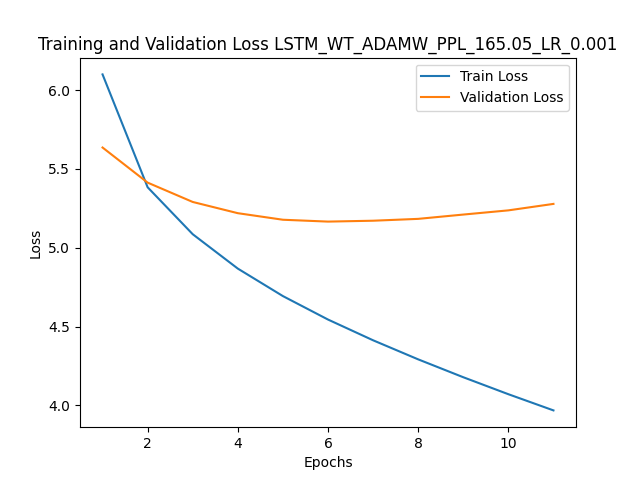 Training and Validation Loss LSTM_WT_ADAMW_PPL_165.05_LR_0.001
Train Loss
Validation Loss
6.0
5.5
5.0
4.5
4.0
Loss
2 4 6 8 10
Epochs